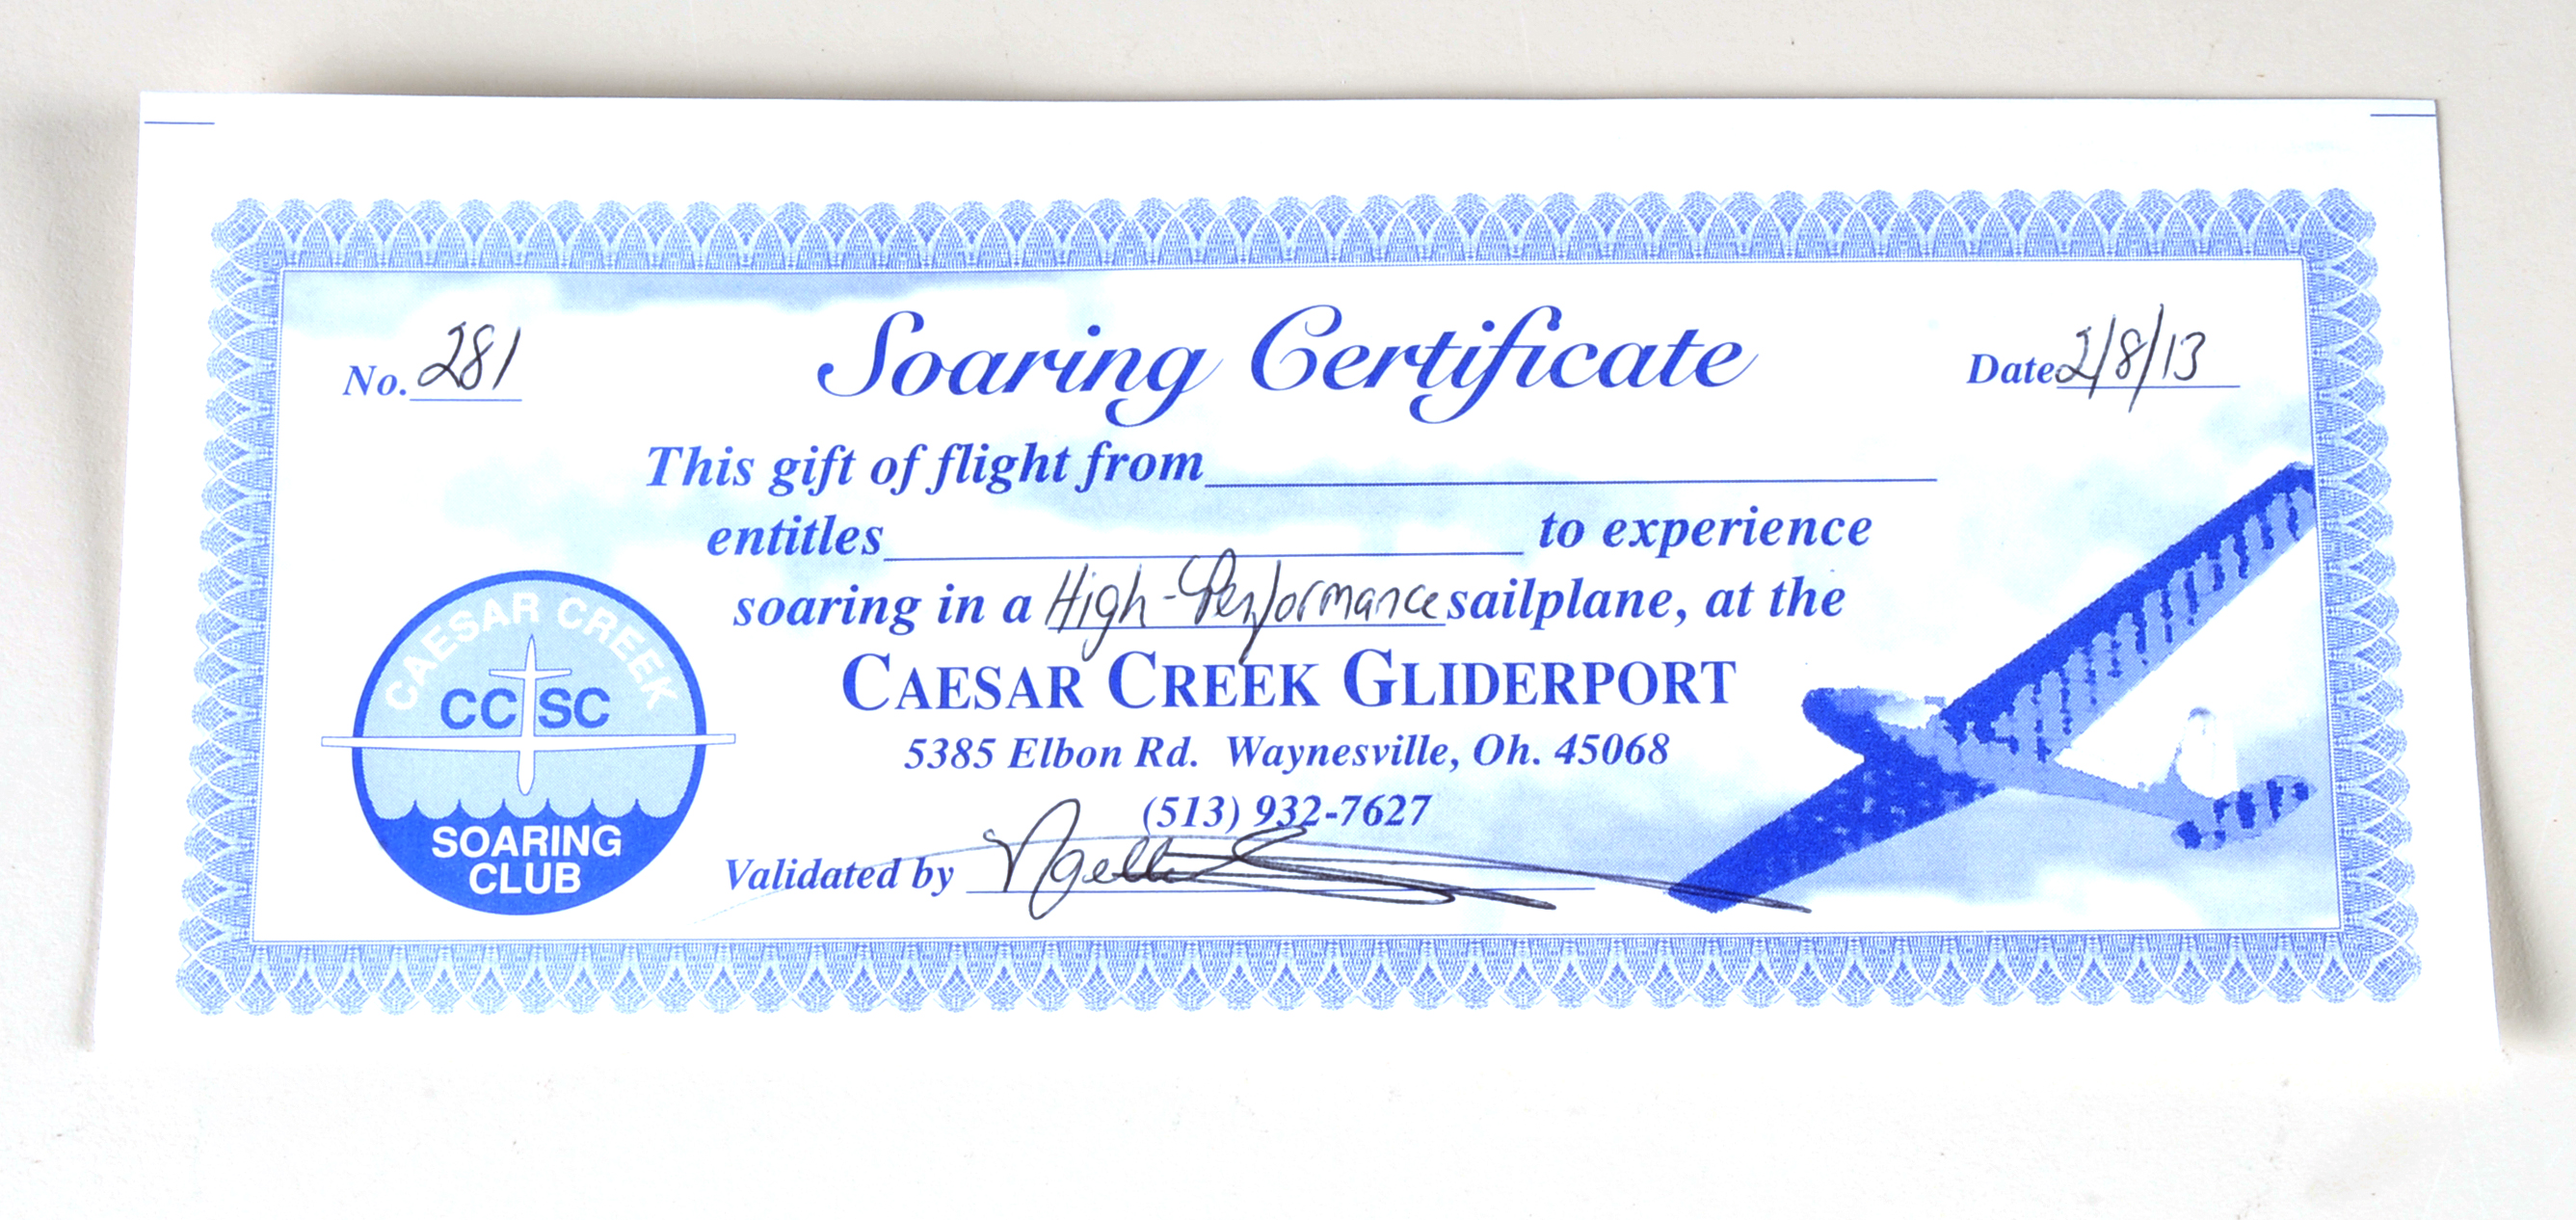 No. 281
Soaring Certificate
Date 2/8/13
This gift of flight from
entitles to experience
soaring in a High-Performance sailplane, at the
CAESAR CREEK GLIDERPORT
5385 Elbon Rd. Waynesville, Oh. 45068
(513) 932-7627
Validated by
CAESAR CREEK
CCSC
SOARING
CLUB